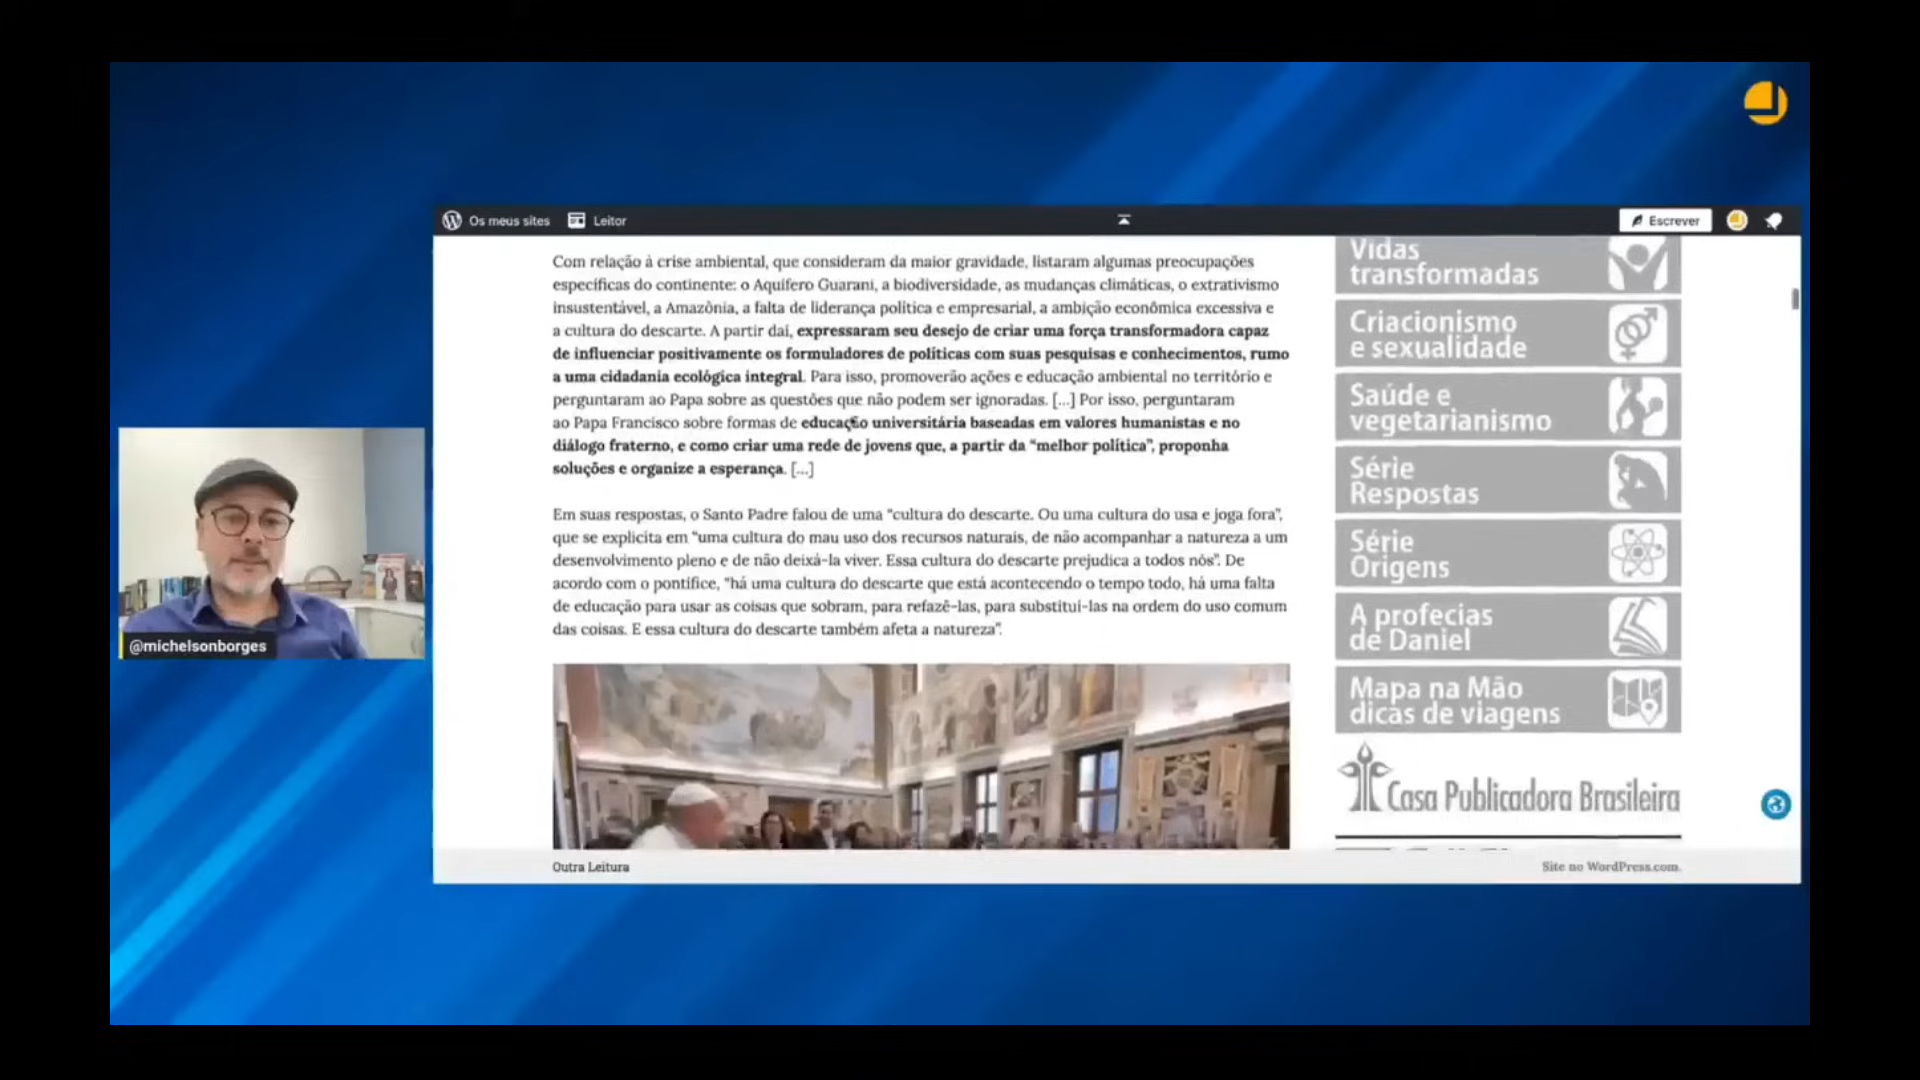 Os meus sites
Leitor
Escrever
Com relação à crise ambiental, que consideram da maior gravidade, listaram algumas preocupações
específicas do continente: o Aquífero Guarani, a biodiversidade, as mudanças climáticas, o extrativismo
insustentável, a Amazônia, a falta de liderança política e empresarial, a ambição econômica excessiva e
a cultura do descarte. A partir daí, expressaram seu desejo de criar uma força transformadora capaz
de influenciar positivamente os formuladores de políticas com suas pesquisas e conhecimentos, rumo
a uma cidadania ecológica integral. Para isso, promoverão ações e educação ambiental no território e
perguntaram ao Papa sobre as questões que não podem ser ignoradas. [...] Por isso, perguntaram
ao Papa Francisco sobre formas de educação universitária baseadas em valores humanistas e no
diálogo fraterno, e como criar uma rede de jovens que, a partir da “melhor política”, proponha
soluções e organize a esperança. [...]
Em suas respostas, o Santo Padre falou de uma “cultura do descarte. Ou uma cultura do usa e joga fora”,
que se explicita em “uma cultura do mau uso dos recursos naturais, de não acompanhar a natureza a um
desenvolvimento pleno e de não deixá-la viver. Essa cultura do descarte prejudica a todos nós”. De
acordo com o pontífice, “há uma cultura do descarte que está acontecendo o tempo todo, há uma falta
de educação para usar as coisas que sobram, para refazê-las, para substituí-las na ordem do uso comum
das coisas. E essa cultura do descarte também afeta a natureza”.
Vidas
transformadas
Criacionismo
e sexualidade
Saúde e
vegetarianismo
Série
Respostas
Série
Origens
A profecias
de Daniel
Mapa na Mão
dicas de viagens
Casa Publicadora Brasileira
@michelsonborges
Outra Leitura
Site no WordPress.com.